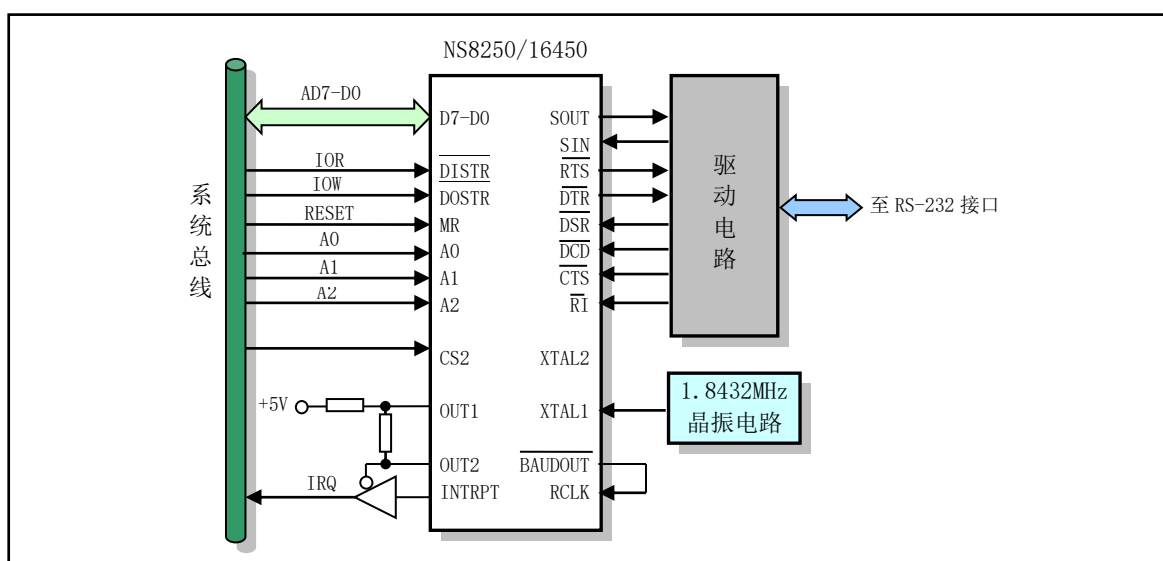 NS8250/16450
系统总线
AD7-D0
IOR
IOW
RESET
A0
A1
A2
+5V
IRQ
D7-D0
DISTR
DOSTR
MR
A0
A1
A2
CS2
OUT1
OUT2
INTRPT
SOUT
SIN
RTS
DTR
DSR
DCD
CTS
RI
XTAL2
XTAL1
BAUDOUT
RCLK
驱动电路
至 RS-232 接口
1.8432MHz
晶振电路